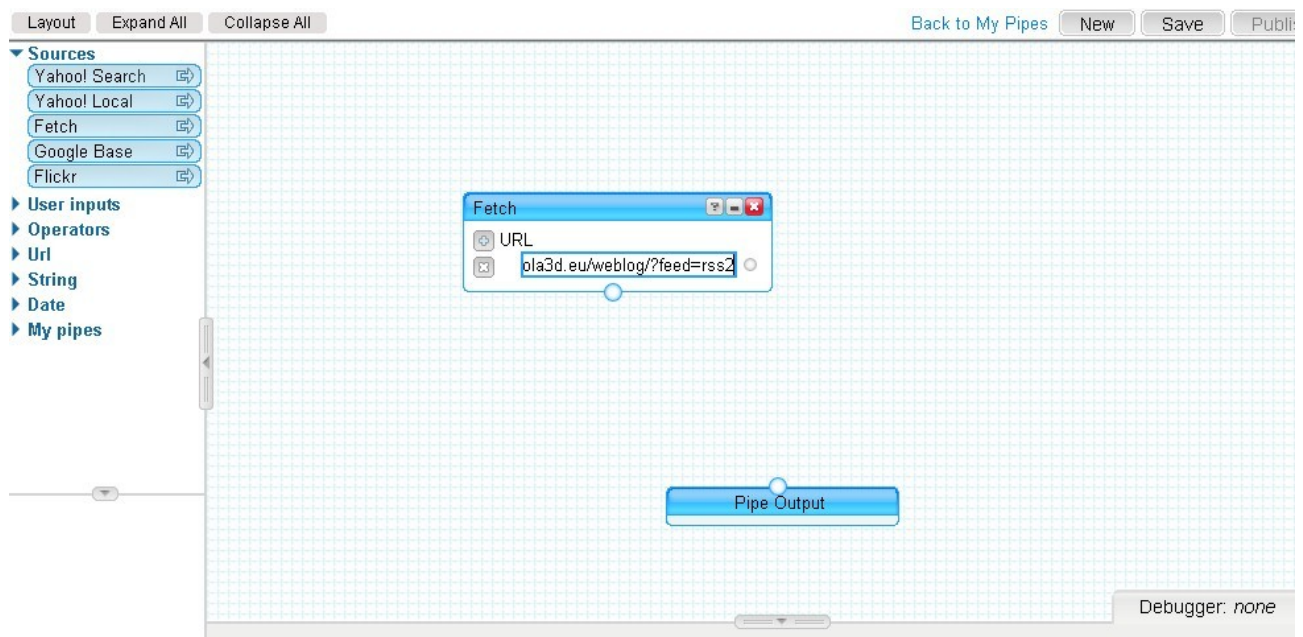 Layout Expand All Collapse All Back to My Pipes New Save Publi
Sources
Yahoo! Search
Yahoo! Local
Fetch
Google Base
Flickr
User inputs
Operators
Url
String
Date
My pipes
Fetch
URL
ola3d.eu/weblog/?feed=rss2
Pipe Output
Debugger: none